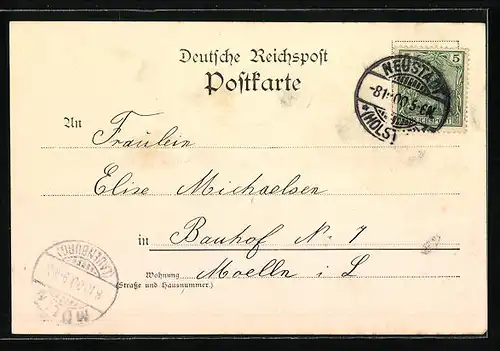 Deutsche Reichspost
Postkarte
5
NEUSTADT
(HOLST
An
Fräulein
Elise Michaelsen
in Bauhof N. 7
Wohnung
(Straße und Hausnummer.)
Moelln i L